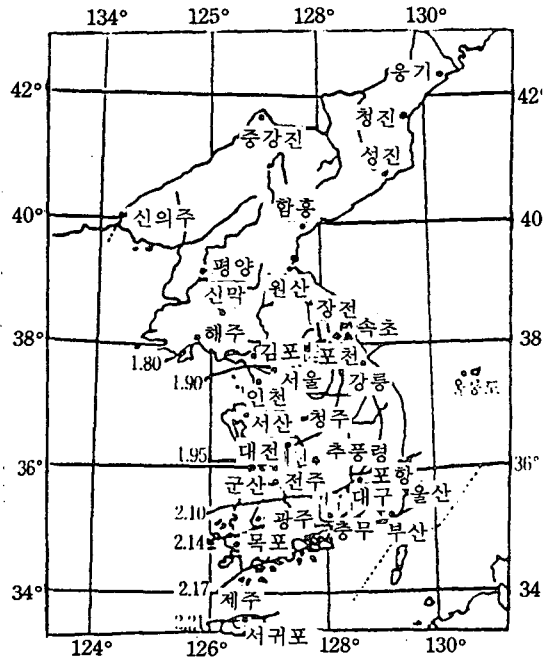 134° 125° 128° 130°
42° 42°
웅기
청진
중강진
성진
40° 40
신의주
함흥
평양
신막 원산
장전
속초
38° 38
해주
김포 포천
1.80
1.90
서울 강릉
인천
서산 청주
대전 추풍령
1.95
36° 36°
군산 전주 포항
대구 울산
2.10
광주 충무 부산
2.14
목포
2.17
34° 34
제주
2.21
서귀포
124° 126° 128° 130°